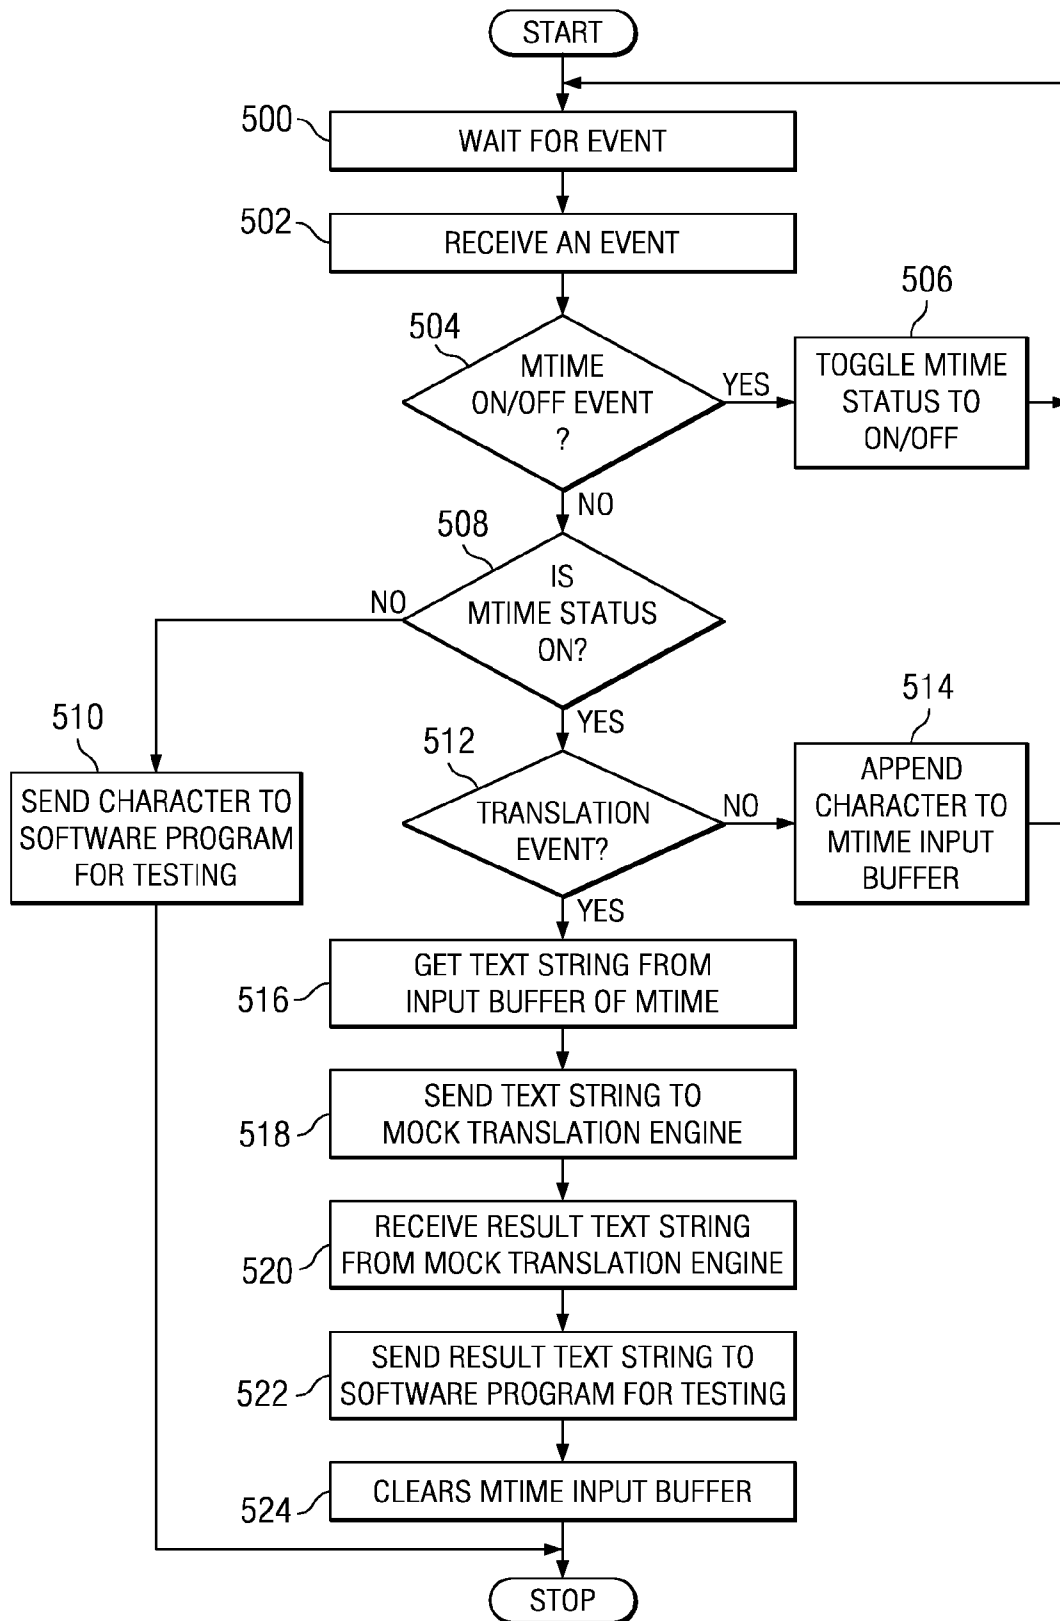 START
500
WAIT FOR EVENT
502
RECEIVE AN EVENT
504
MTIME
ON/OFF EVENT
?
YES
506
TOGGLE MTIME
STATUS TO
ON/OFF
NO
508
IS
MTIME STATUS
ON?
NO
510
SEND CHARACTER TO
SOFTWARE PROGRAM
FOR TESTING
YES
512
TRANSLATION
EVENT?
NO
514
APPEND
CHARACTER TO
MTIME INPUT
BUFFER
YES
516
GET TEXT STRING FROM
INPUT BUFFER OF MTIME
518
SEND TEXT STRING TO
MOCK TRANSLATION ENGINE
520
RECEIVE RESULT TEXT STRING
FROM MOCK TRANSLATION ENGINE
522
SEND RESULT TEXT STRING TO
SOFTWARE PROGRAM FOR TESTING
524
CLEARS MTIME INPUT BUFFER
STOP